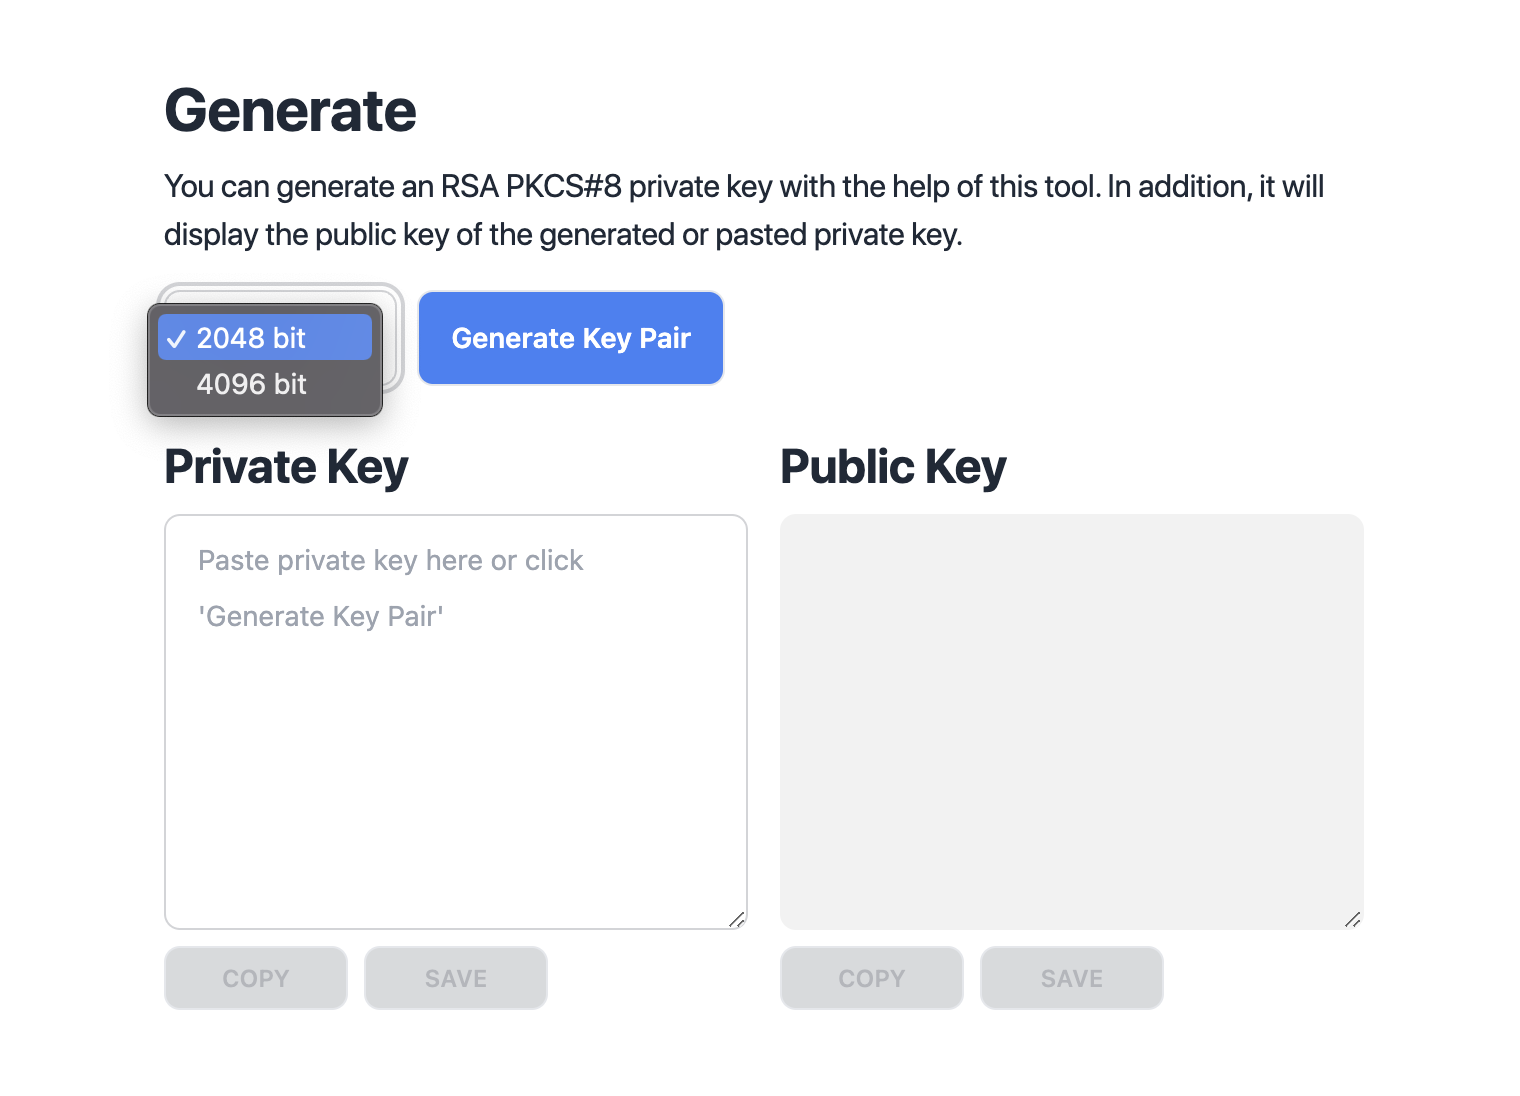 Generate
You can generate an RSA PKCS#8 private key with the help of this tool. In addition, it will
display the public key of the generated or pasted private key.
✓ 2048 bit
4096 bit
Generate Key Pair
Private Key
Paste private key here or click
'Generate Key Pair'
COPY
SAVE
Public Key
COPY
SAVE